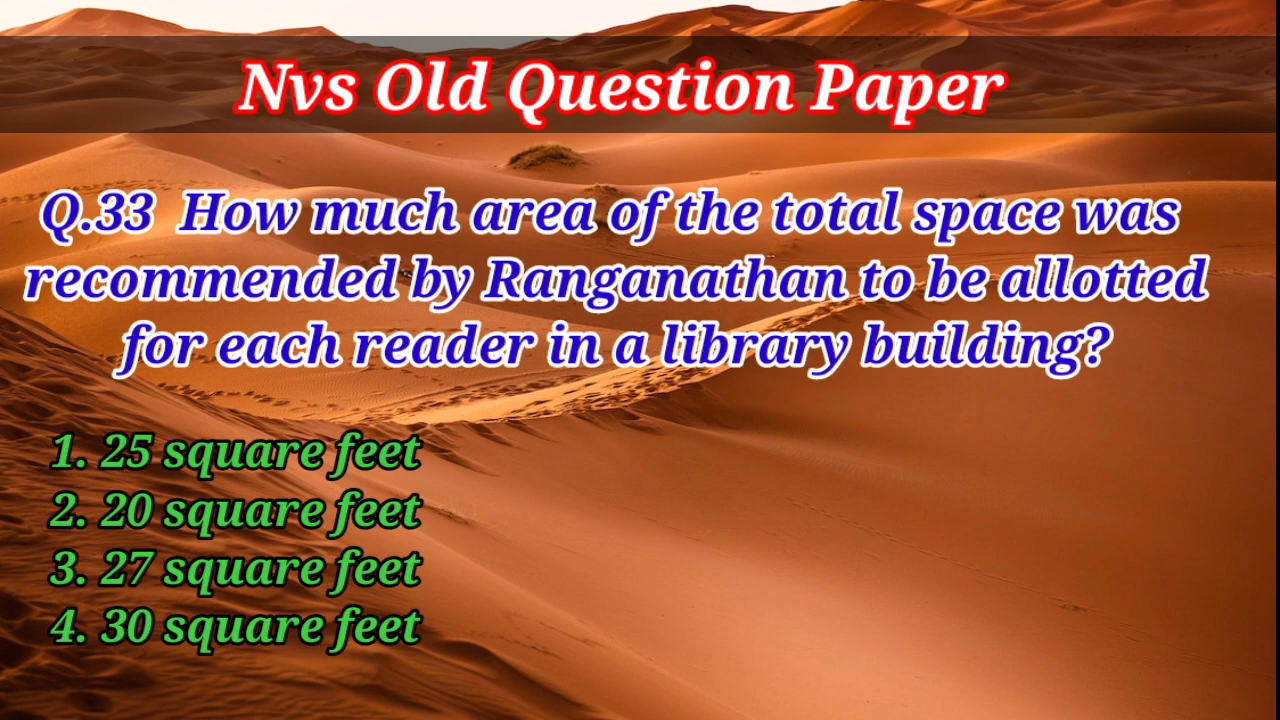 Nvs Old Question Paper
Q.33 How much area of the total space was
recommended by Ranganathan to be allotted
for each reader in a library building?
1. 25 square feet
2. 20 square feet
3. 27 square feet
4. 30 square feet